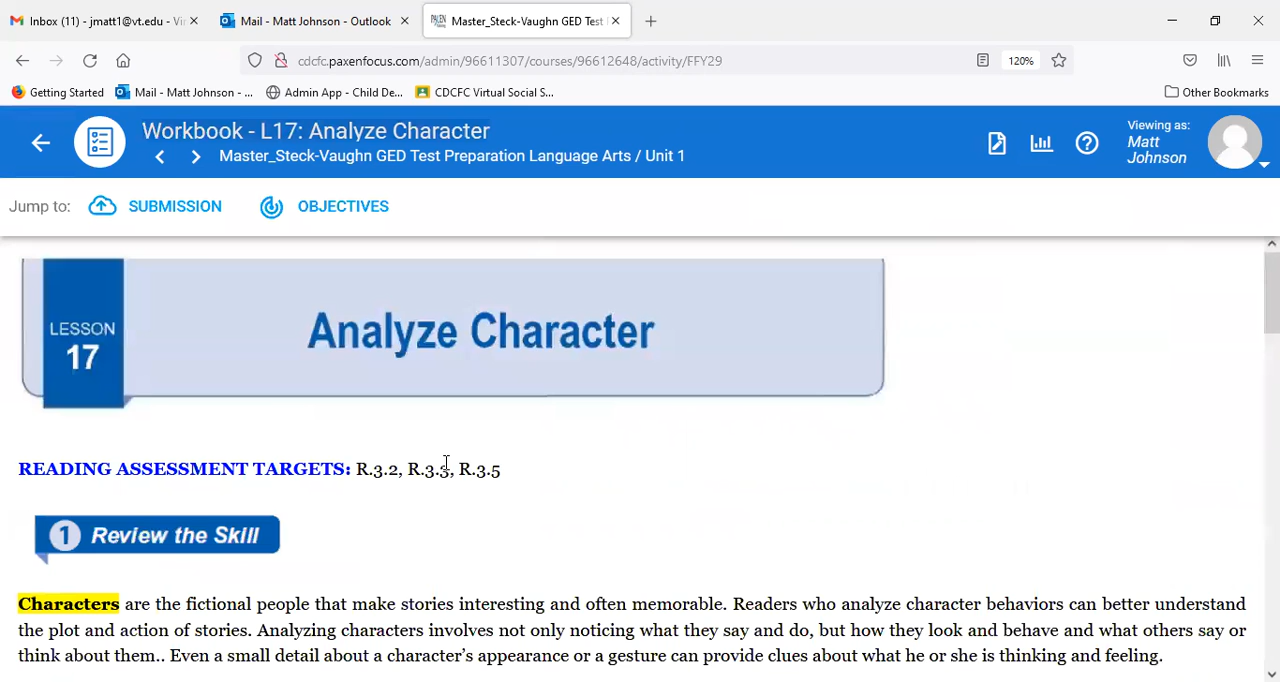 Inbox (11) - jmatt1@vt.edu - Vir
Mail - Matt Johnson - Outlook
Master_Steck-Vaughn GED Test
cdcfc.paxenfocus.com/admin/96611307/courses/96612648/activity/FFY29
120%
Getting Started
Mail - Matt Johnson - ...
Admin App - Child De...
CDCFC Virtual Social S...
Other Bookmarks
Workbook - L17: Analyze Character
Master_Steck-Vaughn GED Test Preparation Language Arts / Unit 1
Viewing as:
Matt
Johnson
Jump to:
SUBMISSION
OBJECTIVES
LESSON
17
Analyze Character
READING ASSESSMENT TARGETS: R.3.2, R.3.3, R.3.5
1 Review the Skill
Characters are the fictional people that make stories interesting and often memorable. Readers who analyze character behaviors can better understand
the plot and action of stories. Analyzing characters involves not only noticing what they say and do, but how they look and behave and what others say or
think about them.. Even a small detail about a character's appearance or a gesture can provide clues about what he or she is thinking and feeling.